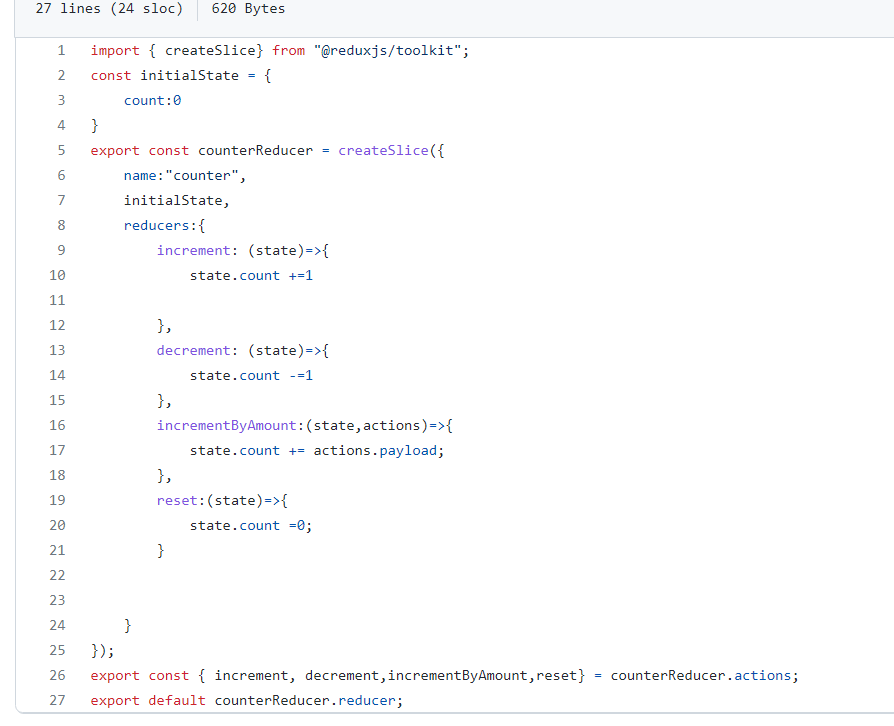 27 lines (24 sloc) 620 Bytes
1 import { createSlice} from "@reduxjs/toolkit";
2 const initialState = {
3     count:0
4 }
5 export const counterReducer = createSlice({
6     name:"counter",
7     initialState,
8     reducers:{
9         increment: (state)=>{
10             state.count +=1
11
12         },
13         decrement: (state)=>{
14             state.count -=1
15         },
16         incrementByAmount:(state,actions)=>{
17             state.count += actions.payload;
18         },
19         reset:(state)=>{
20             state.count =0;
21         }
22
23
24     }
25 });
26 export const { increment, decrement,incrementByAmount,reset} = counterReducer.actions;
27 export default counterReducer.reducer;